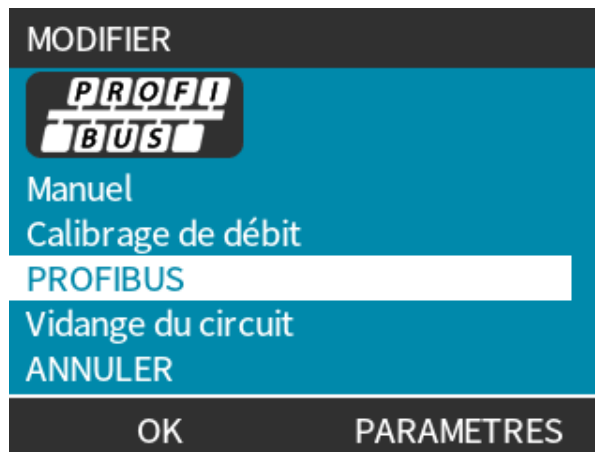 MODIFIER
PROFI
BUS
Manuel
Calibrage de débit
PROFIBUS
Vidange du circuit
ANNULER
OK PARAMETRES